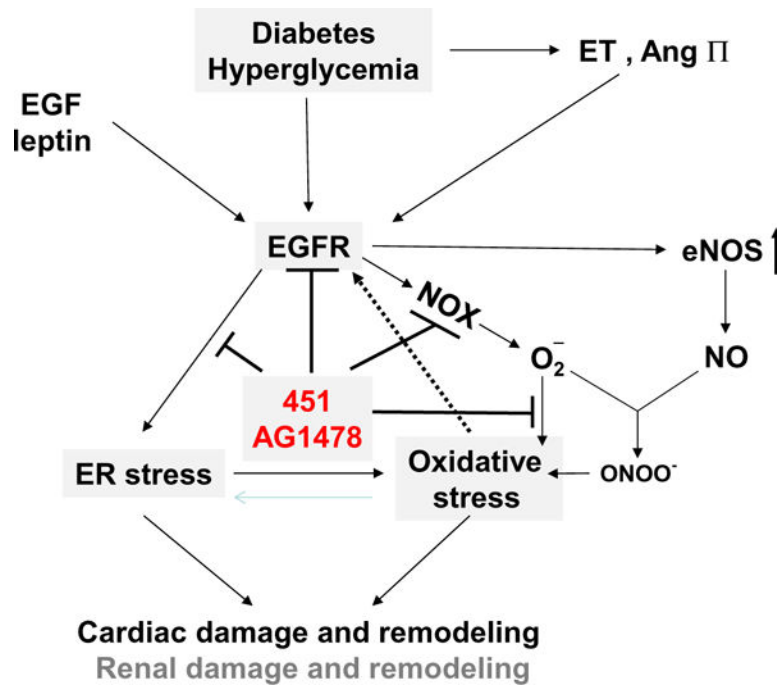 Diabetes
Hyperglycemia
ET , Ang Π
EGF
leptin
EGFR
eNOS
NOX
O₂⁻
NO
451
AG1478
ER stress
Oxidative
stress
ONOO⁻
Cardiac damage and remodeling
Renal damage and remodeling